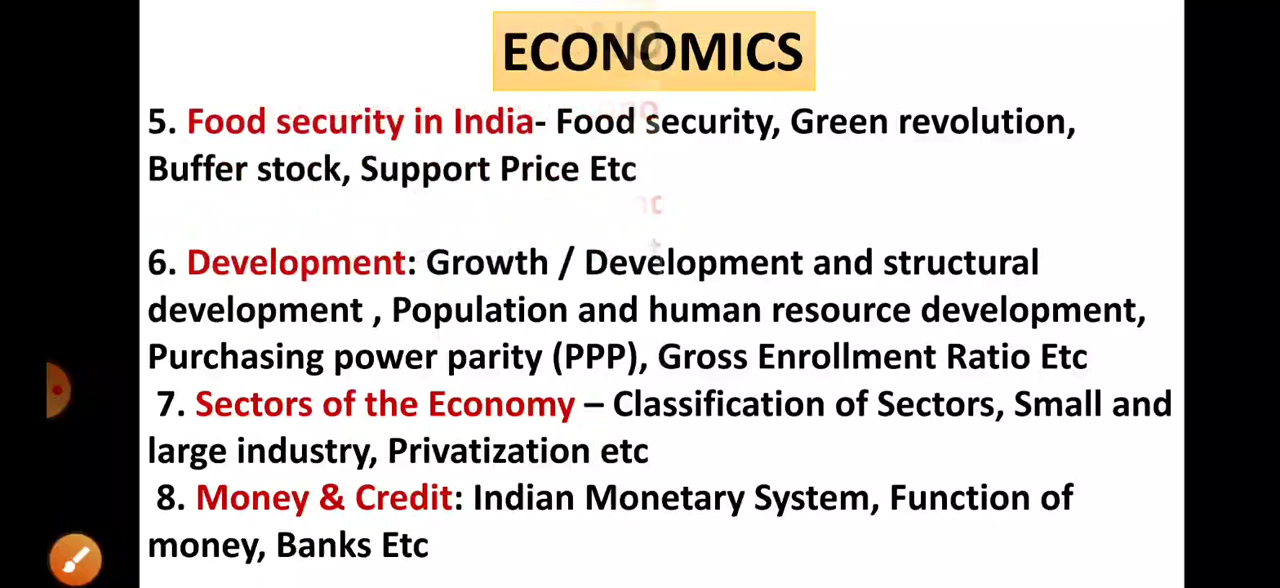 ECONOMICS
5. Food security in India- Food security, Green revolution,
Buffer stock, Support Price Etc
6. Development: Growth / Development and structural
development , Population and human resource development,
Purchasing power parity (PPP), Gross Enrollment Ratio Etc
7. Sectors of the Economy – Classification of Sectors, Small and
large industry, Privatization etc
8. Money & Credit: Indian Monetary System, Function of
money, Banks Etc